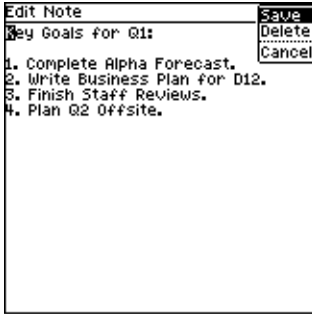 Edit Note
Save
Delete
Cancel
Key Goals for Q1:
1. Complete Alpha Forecast.
2. Write Business Plan for D12.
3. Finish Staff Reviews.
4. Plan Q2 Offsite.